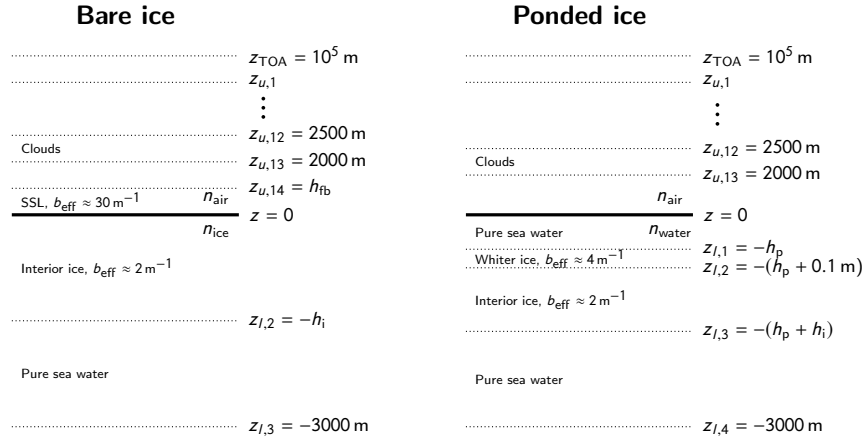 Bare ice
z_TOA = 10^5 m
z_u,1
⋮
z_u,12 = 2500 m
Clouds
z_u,13 = 2000 m
z_u,14 = h_fb
SSL, b_eff ≈ 30 m^−1
n_air
z = 0
n_ice
Interior ice, b_eff ≈ 2 m^−1
z_l,2 = −h_i
Pure sea water
z_l,3 = −3000 m
Ponded ice
z_TOA = 10^5 m
z_u,1
⋮
z_u,12 = 2500 m
Clouds
z_u,13 = 2000 m
n_air
z = 0
n_water
Pure sea water
z_l,1 = −h_p
Whiter ice, b_eff ≈ 4 m^−1
z_l,2 = −(h_p + 0.1 m)
Interior ice, b_eff ≈ 2 m^−1
z_l,3 = −(h_p + h_i)
Pure sea water
z_l,4 = −3000 m